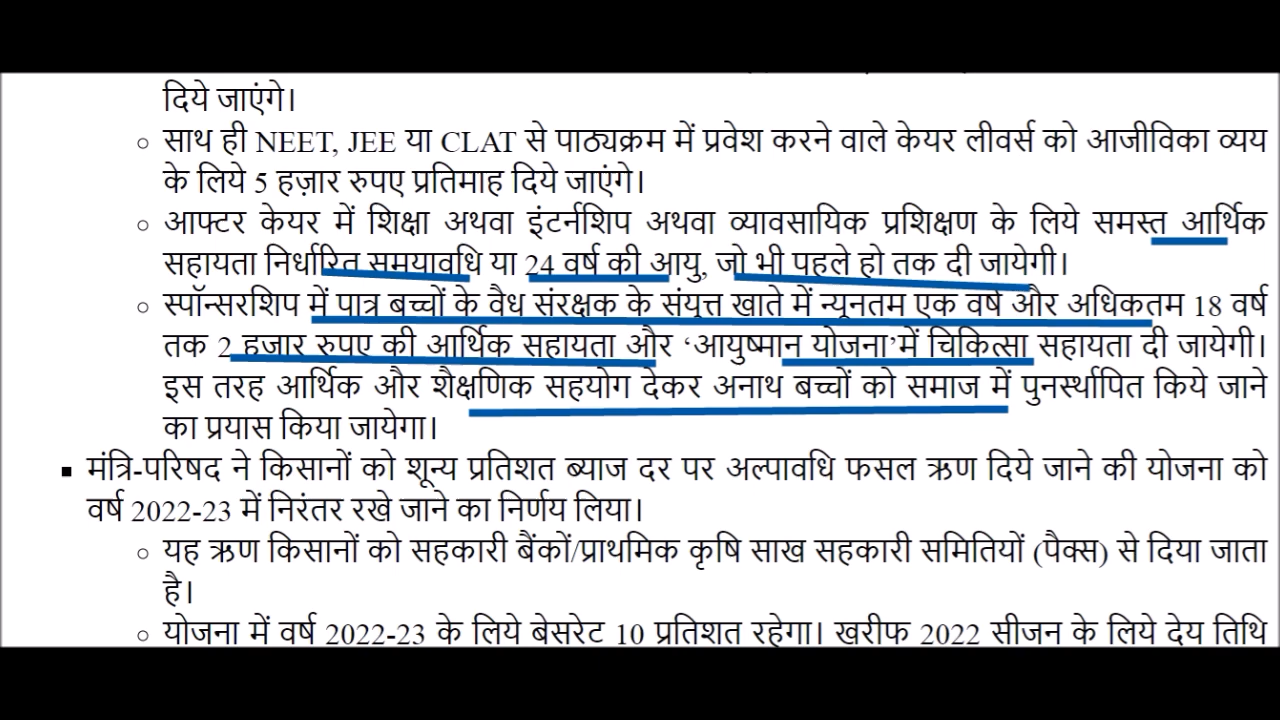 दिये जाएंगे।
○ साथ ही NEET, JEE या CLAT से पाठ्यक्रम में प्रवेश करने वाले केयर लीवर्स को आजीविका व्यय
के लिये 5 हज़ार रुपए प्रतिमाह दिये जाएंगे।
○ आफ्टर केयर में शिक्षा अथवा इंटर्नशिप अथवा व्यावसायिक प्रशिक्षण के लिये समस्त आर्थिक
सहायता निर्धारित समयावधि या 24 वर्ष की आयु, जो भी पहले हो तक दी जायेगी।
○ स्पॉन्सरशिप में पात्र बच्चों के वैध संरक्षक के संयुत्त खाते में न्यूनतम एक वर्ष और अधिकतम 18 वर्ष
तक 2 हजार रुपए की आर्थिक सहायता और ‘आयुष्मान योजना’में चिकित्सा सहायता दी जायेगी।
इस तरह आर्थिक और शैक्षणिक सहयोग देकर अनाथ बच्चों को समाज में पुनर्स्थापित किये जाने
का प्रयास किया जायेगा।
▪ मंत्रि-परिषद ने किसानों को शून्य प्रतिशत ब्याज दर पर अल्पावधि फसल ऋण दिये जाने की योजना को
वर्ष 2022-23 में निरंतर रखे जाने का निर्णय लिया।
○ यह ऋण किसानों को सहकारी बैंकों/प्राथमिक कृषि साख सहकारी समितियों (पैक्स) से दिया जाता
है।
○ योजना में वर्ष 2022-23 के लिये बेसरेट 10 प्रतिशत रहेगा। खरीफ 2022 सीजन के लिये देय तिथि